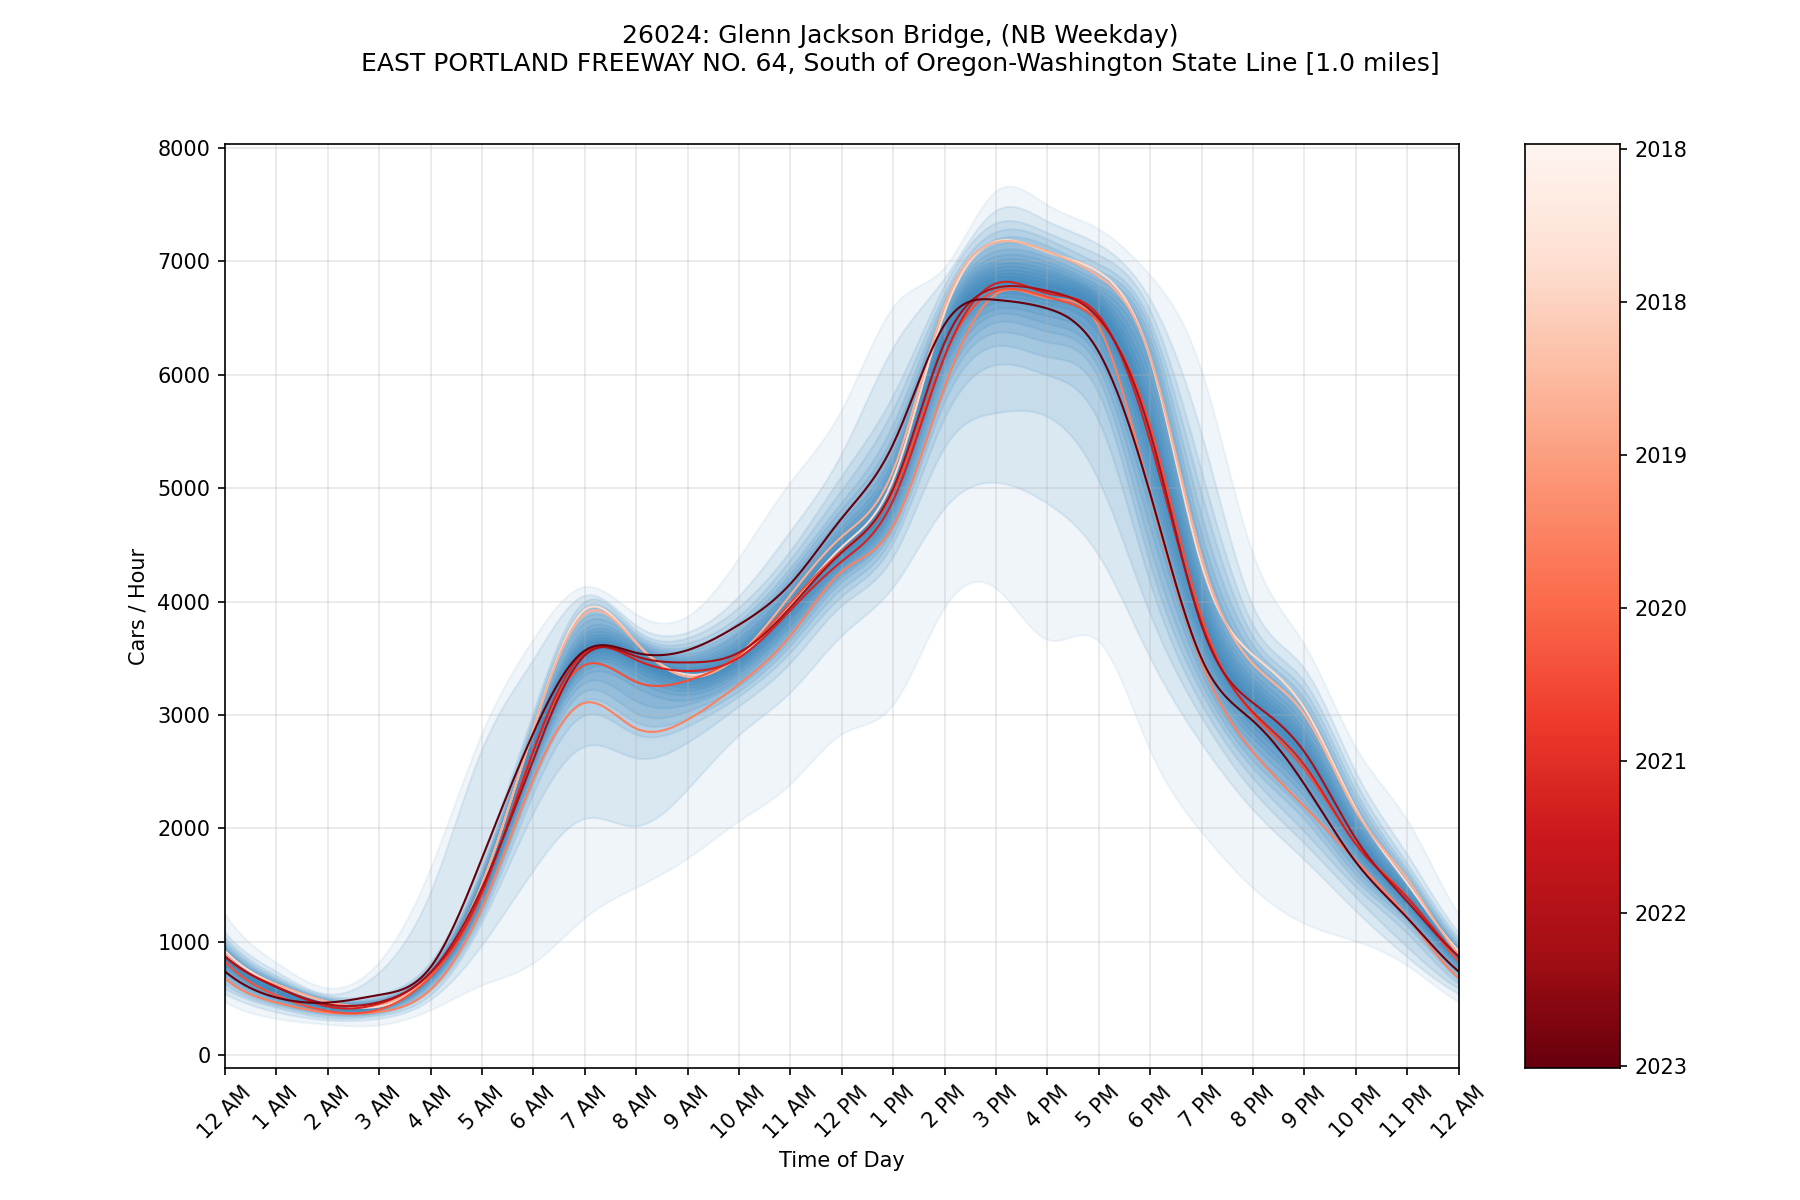 26024: Glenn Jackson Bridge, (NB Weekday)
EAST PORTLAND FREEWAY NO. 64, South of Oregon-Washington State Line [1.0 miles]
8000
7000
6000
5000
4000
3000
2000
1000
0
Cars / Hour
12 AM
1 AM
2 AM
3 AM
4 AM
5 AM
6 AM
7 AM
8 AM
9 AM
10 AM
11 AM
12 PM
1 PM
2 PM
3 PM
4 PM
5 PM
6 PM
7 PM
8 PM
9 PM
10 PM
11 PM
12 AM
Time of Day
2018
2018
2019
2020
2021
2022
2023